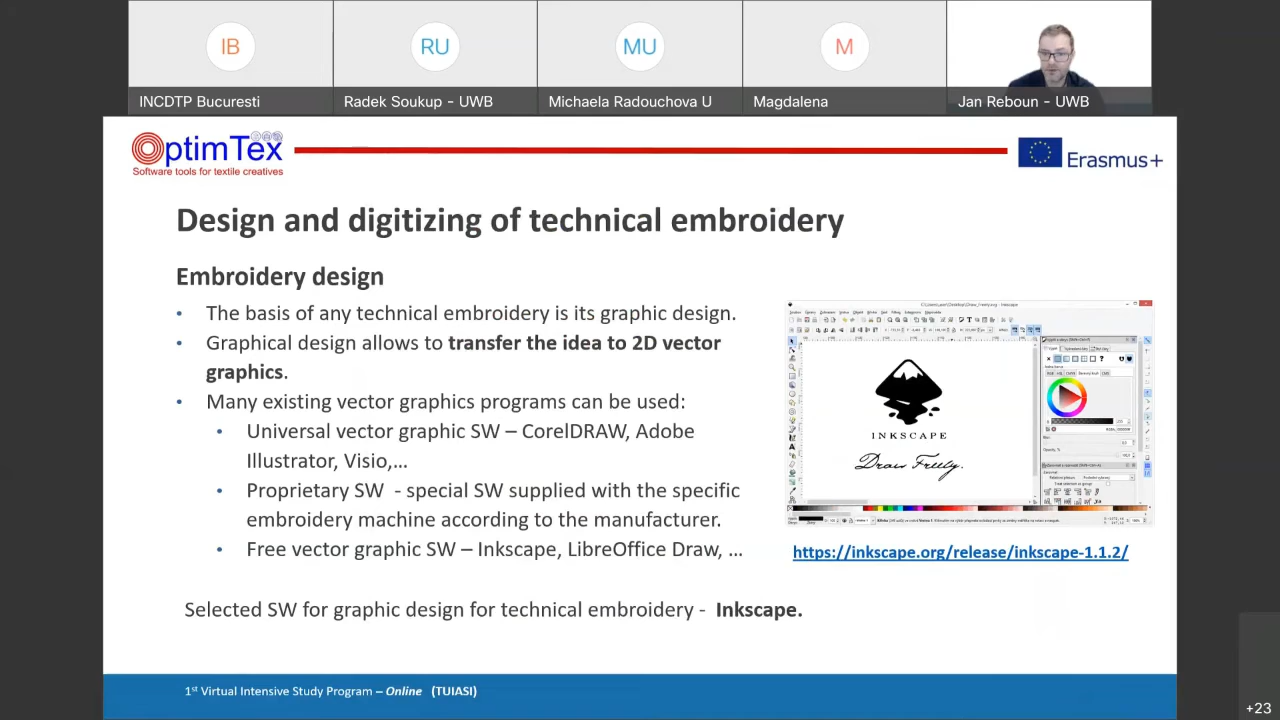 IB
RU
MU
M
INCDTP Bucuresti
Radek Soukup - UWB
Michaela Radouchova U
Magdalena
Jan Reboun - UWB
OptimTex
Software tools for textile creatives
Erasmus+
Design and digitizing of technical embroidery
Embroidery design
• The basis of any technical embroidery is its graphic design.
• Graphical design allows to transfer the idea to 2D vector
graphics.
• Many existing vector graphics programs can be used:
• Universal vector graphic SW – CorelDRAW, Adobe
Illustrator, Visio,...
• Proprietary SW - special SW supplied with the specific
embroidery machine according to the manufacturer.
• Free vector graphic SW – Inkscape, LibreOffice Draw, ...
INKSCAPE
Draw Freely.
https://inkscape.org/release/inkscape-1.1.2/
Selected SW for graphic design for technical embroidery - Inkscape.
1st Virtual Intensive Study Program – Online (TUIASI)
+23